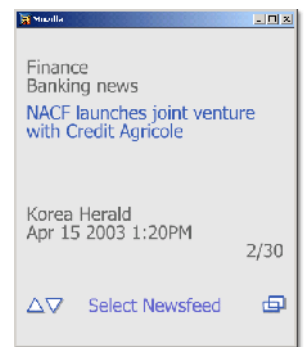 Mozilla
Finance
Banking news
NACF launches joint venture
with Credit Agricole
Korea Herald
Apr 15 2003 1:20PM
2/30
Select Newsfeed